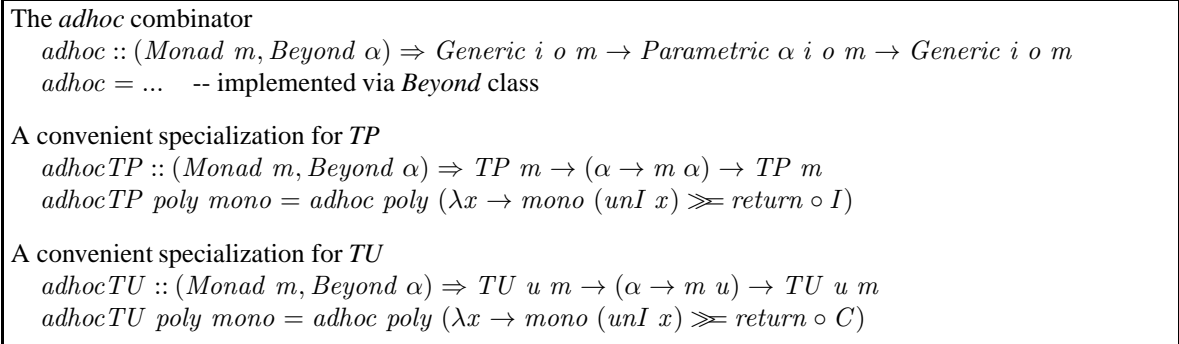 The adhoc combinator
adhoc :: (Monad m, Beyond α) ⇒ Generic i o m → Parametric α i o m → Generic i o m
adhoc = ... -- implemented via Beyond class
A convenient specialization for TP
adhocTP :: (Monad m, Beyond α) ⇒ TP m → (α → m α) → TP m
adhocTP poly mono = adhoc poly (λx → mono (unI x) >>= return ∘ I)
A convenient specialization for TU
adhocTU :: (Monad m, Beyond α) ⇒ TU u m → (α → m u) → TU u m
adhocTU poly mono = adhoc poly (λx → mono (unI x) >>= return ∘ C)